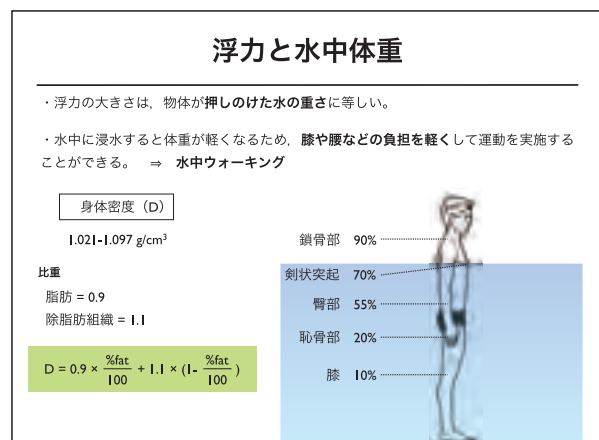 浮力と水中体重
・浮力の大きさは，物体が押しのけた水の重さに等しい。
・水中に浸水すると体重が軽くなるため，膝や腰などの負担を軽くして運動を実施する
ことができる。 ⇒ 水中ウォーキング
身体密度（D）
1.021-1.097 g/cm³
比重
脂肪 = 0.9
除脂肪組織 = 1.1
D = 0.9 × %fat/100 + 1.1 × (1- %fat/100 )
鎖骨部 90%
剣状突起 70%
臀部 55%
恥骨部 20%
膝 10%